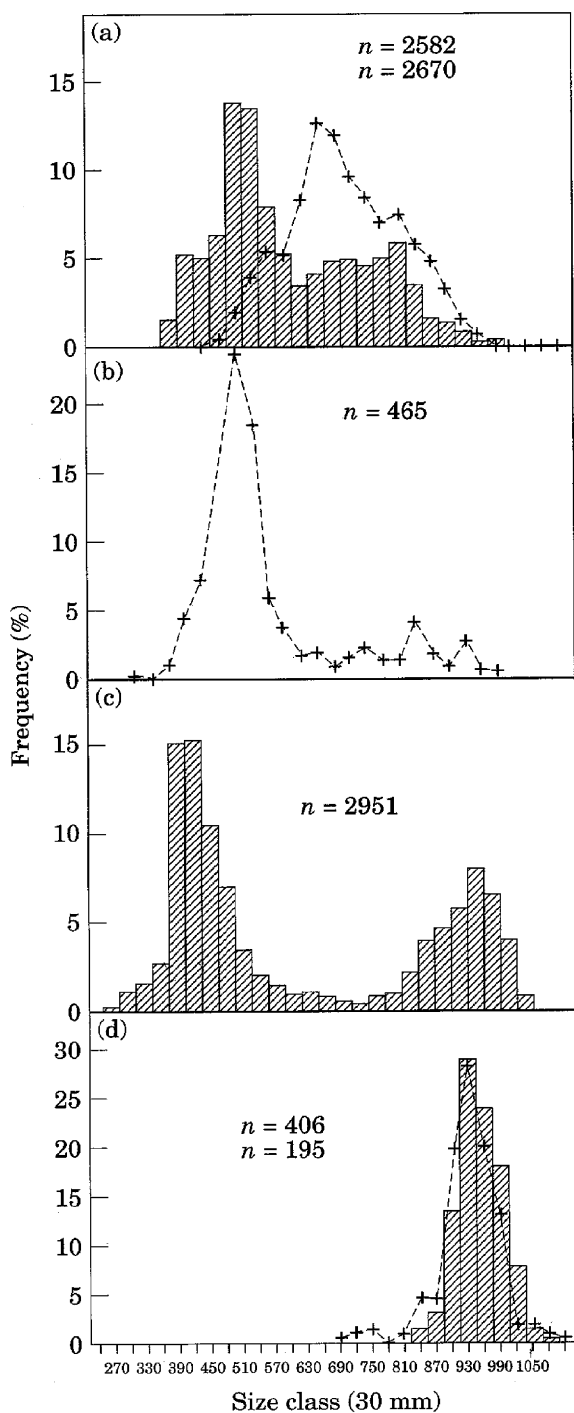 (a)
n = 2582
n = 2670
15
10
5
0
(b)
n = 465
20
15
10
5
0
(c)
n = 2951
15
10
5
0
(d)
n = 406
n = 195
30
25
20
15
10
5
0
Frequency (%)
270 330 390 450 510 570 630 690 750 810 870 930 990 1050
Size class (30 mm)